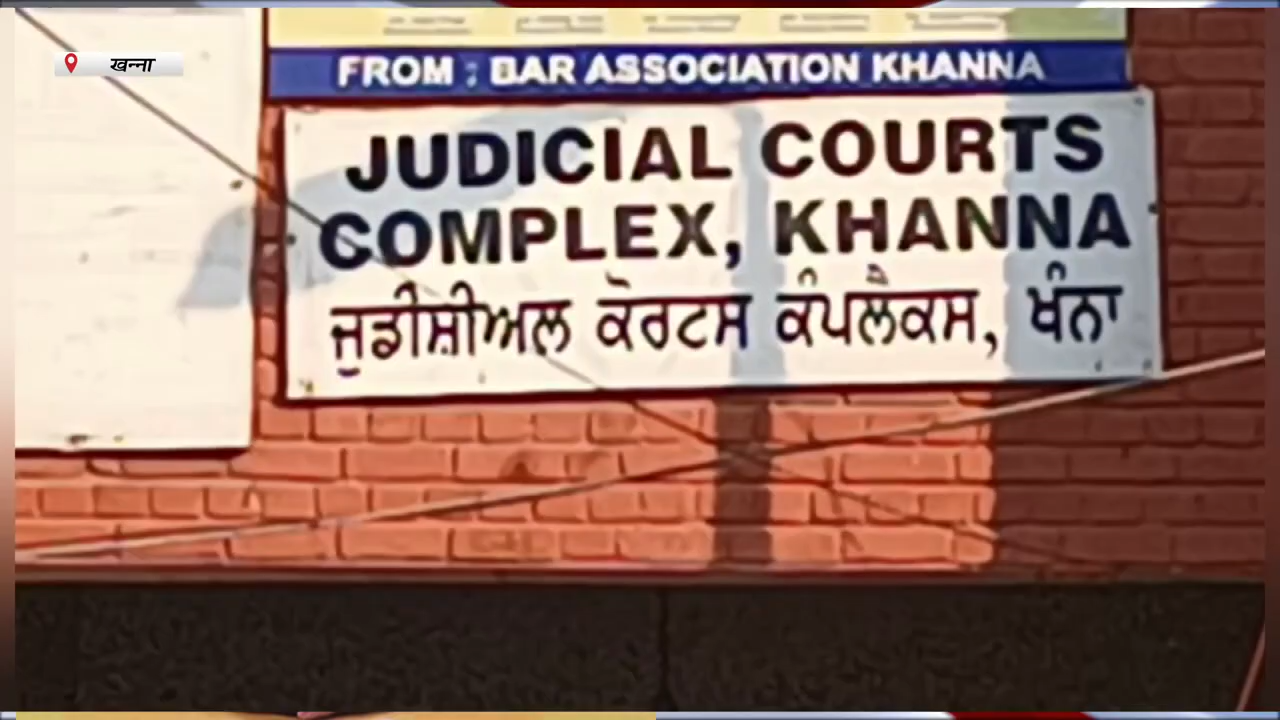 खन्ना
FROM : BAR ASSOCIATION KHANNA
JUDICIAL COURTS
COMPLEX, KHANNA
ਜੁਡੀਸ਼ੀਅਲ ਕੋਰਟਸ ਕੰਪਲੈਕਸ, ਖੰਨਾ